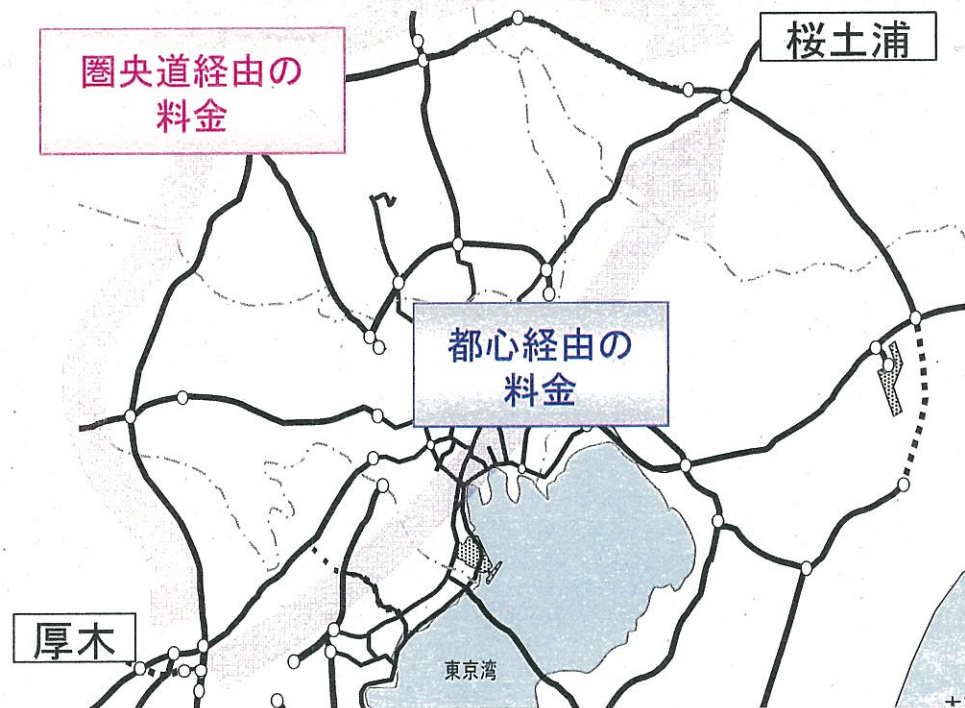 圏央道経由の
料金
桜土浦
都心経由の
料金
厚木
東京湾